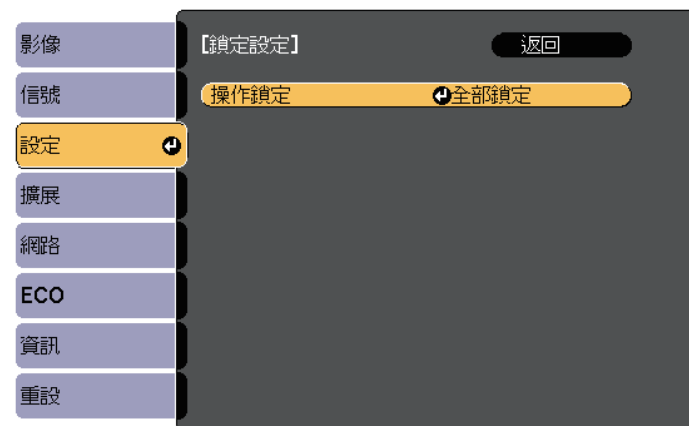 影像
信號
設定
擴展
網路
ECO
資訊
重設
[鎖定設定] 返回
操作鎖定 全部鎖定